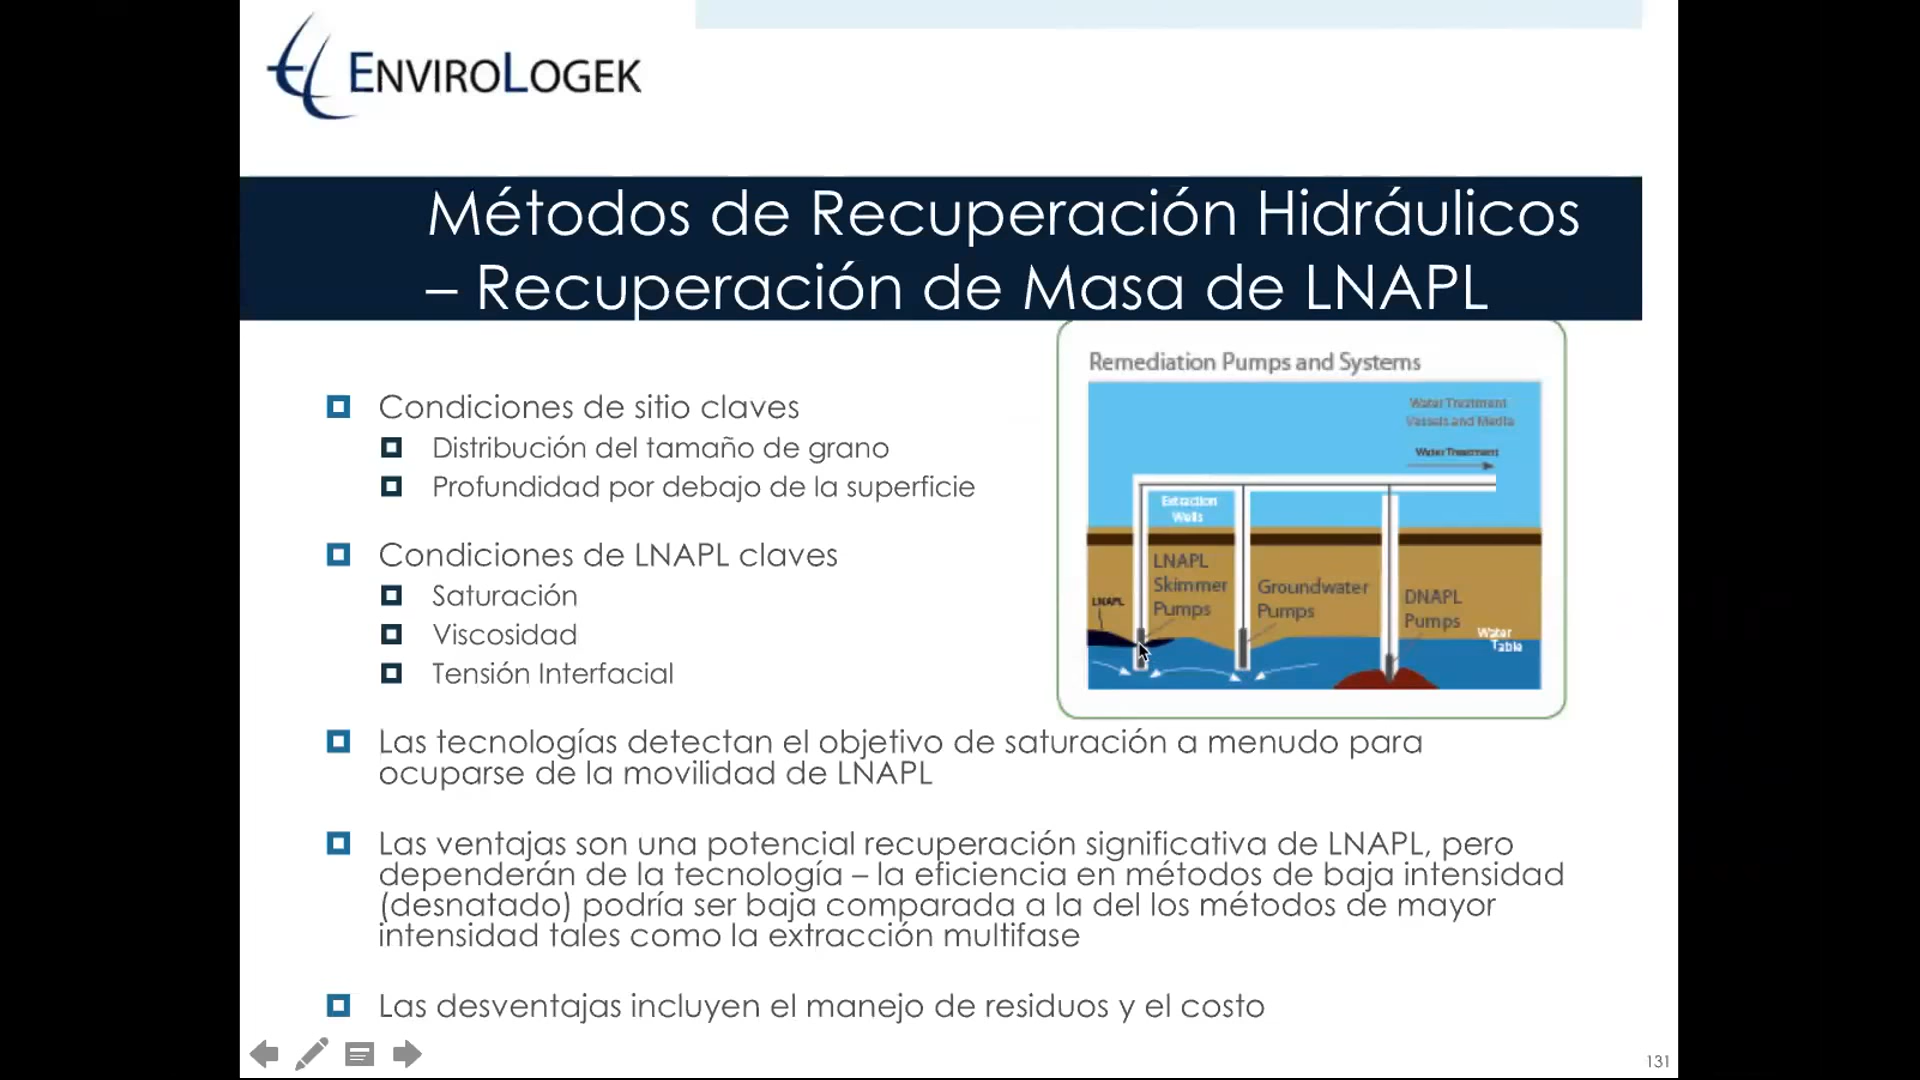 ENVIROLOGEK
Métodos de Recuperación Hidráulicos
– Recuperación de Masa de LNAPL
Condiciones de sitio claves
Distribución del tamaño de grano
Profundidad por debajo de la superficie
Condiciones de LNAPL claves
Saturación
Viscosidad
Tensión Interfacial
Remediation Pumps and Systems
Water Treatment
Vessels and Media
Water Treatment
Extraction
Wells
LNAPL
Skimmer
Pumps
LNAPL
Groundwater
Pumps
DNAPL
Pumps
Water
Table
Las tecnologías detectan el objetivo de saturación a menudo para
ocuparse de la movilidad de LNAPL
Las ventajas son una potencial recuperación significativa de LNAPL, pero
dependerán de la tecnología – la eficiencia en métodos de baja intensidad
(desnatado) podría ser baja comparada a la del los métodos de mayor
intensidad tales como la extracción multifase
Las desventajas incluyen el manejo de residuos y el costo
131